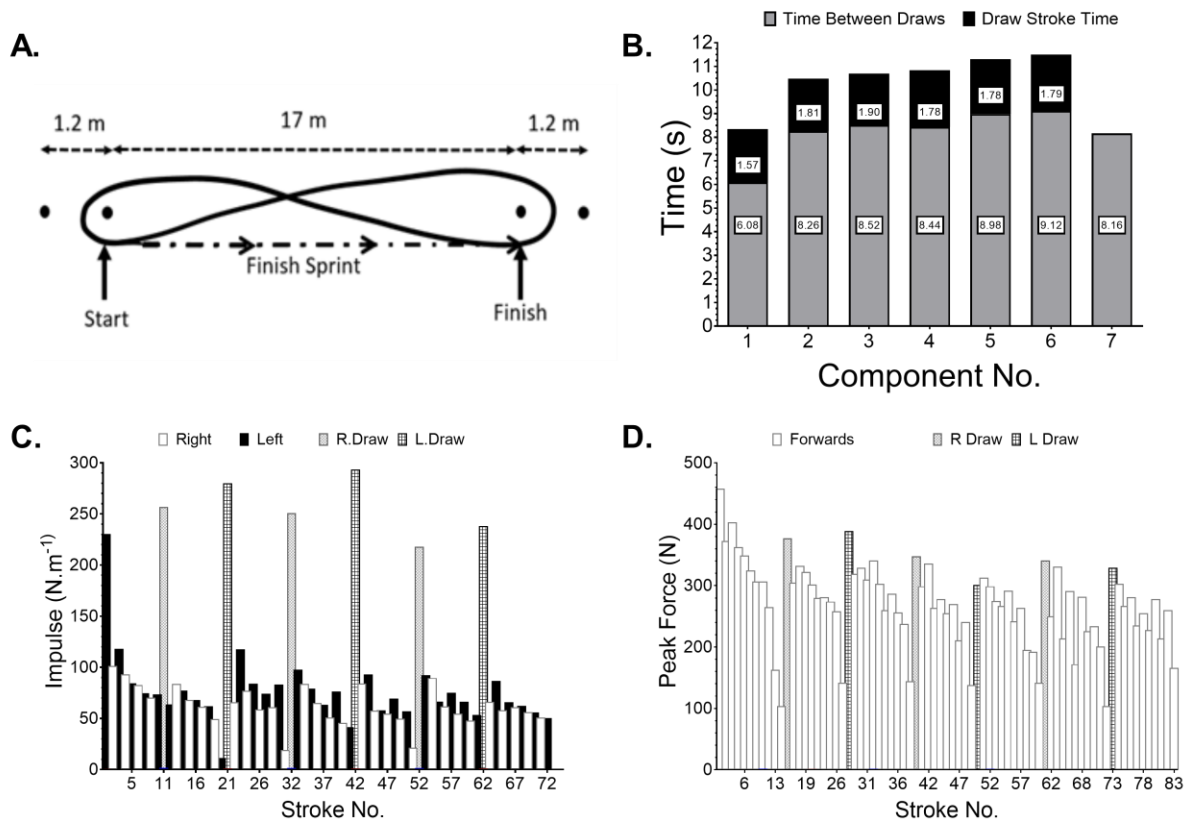 A.
1.2 m 17 m 1.2 m
Finish Sprint
Start
Finish
B.
Time Between Draws Draw Stroke Time
Time (s)
12
11
10
9
8
7
6
5
4
3
2
1
0
1.57 1.81 1.90 1.78 1.78 1.79
6.08 8.26 8.52 8.44 8.98 9.12 8.16
1 2 3 4 5 6 7
Component No.
C.
Right Left R.Draw L.Draw
Impulse (N.m⁻¹)
300
250
200
150
100
50
0
5 11 16 21 26 32 37 42 47 52 57 62 67 72
Stroke No.
D.
Forwards R Draw L Draw
Peak Force (N)
500
400
300
200
100
0
6 13 19 28 31 36 42 50 57 62 68 73 78 83
Stroke No.